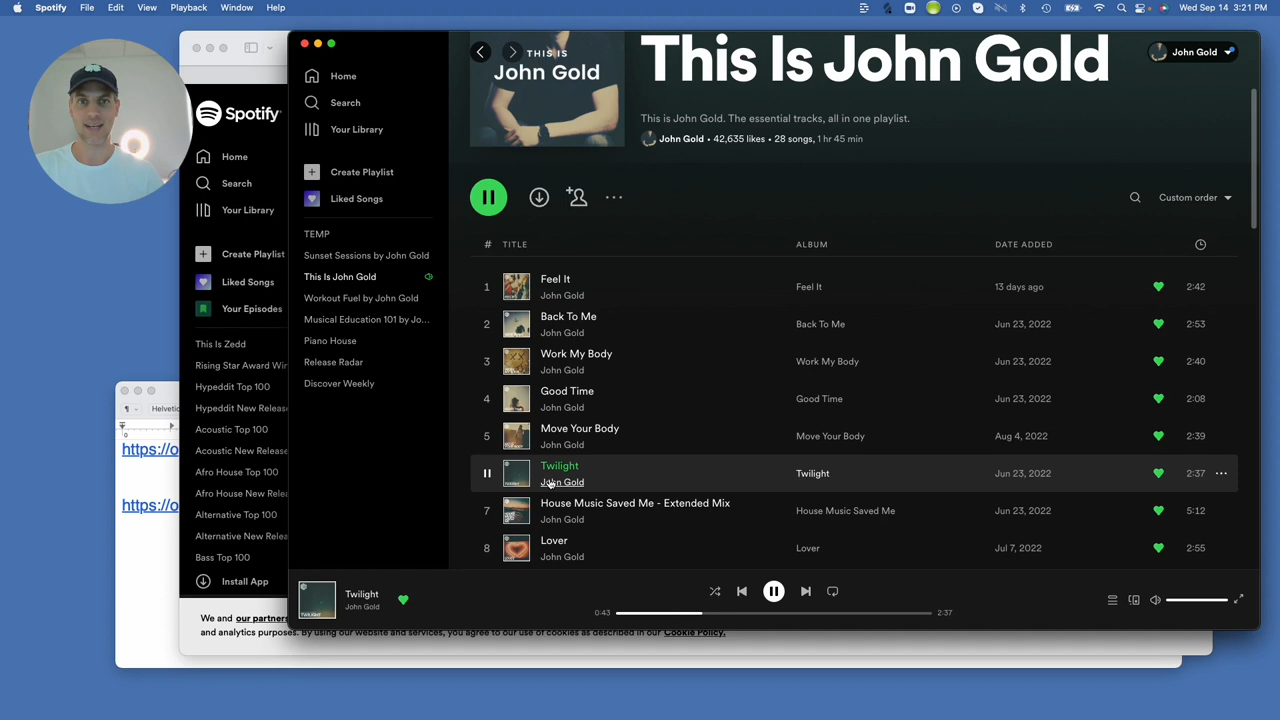 Spotify File Edit View Playback Window Help
Wed Sep 14 3:21 PM
Spotify
Home
Search
Your Library
Create Playlist
Liked Songs
Your Episodes
This Is Zedd
Rising Star Award Win
Hypeddit Top 100
Hypeddit New Release
Acoustic Top 100
Acoustic New Release
Afro House Top 100
Afro House New Relea
Alternative Top 100
Alternative New Relea
Bass Top 100
Install App
Helvetic
0
https://o
https://o
We and our partners
and analytics purposes. By using our website and services, you agree to our use of cookies as described in our Cookie Policy.
Home
Search
Your Library
Create Playlist
Liked Songs
TEMP
Sunset Sessions by John Gold
This Is John Gold
Workout Fuel by John Gold
Musical Education 101 by Jo...
Piano House
Release Radar
Discover Weekly
THIS IS
John Gold
This Is John Gold
John Gold
This is John Gold. The essential tracks, all in one playlist.
John Gold • 42,635 likes • 28 songs, 1 hr 45 min
Custom order
# TITLE ALBUM DATE ADDED
1 Feel It Feel It 13 days ago 2:42
John Gold
2 Back To Me Back To Me Jun 23, 2022 2:53
John Gold
3 Work My Body Work My Body Jun 23, 2022 2:40
John Gold
4 Good Time Good Time Jun 23, 2022 2:08
John Gold
5 Move Your Body Move Your Body Aug 4, 2022 2:39
John Gold
Twilight Twilight Jun 23, 2022 2:37
John Gold
7 House Music Saved Me - Extended Mix House Music Saved Me Jun 23, 2022 5:12
John Gold
8 Lover Lover Jul 7, 2022 2:55
John Gold
Twilight
John Gold
0:43 2:37